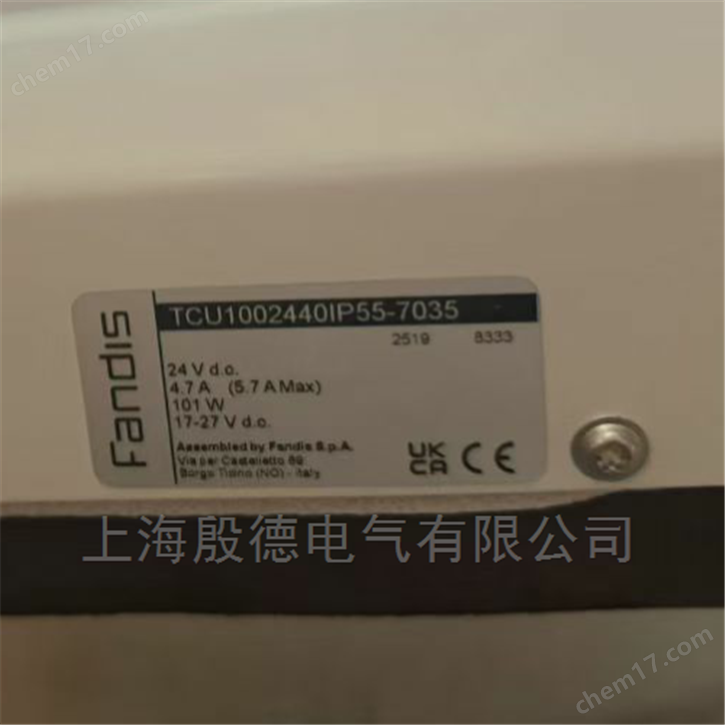 chem17.com
Fandis
TCU1002440IP55-7035
2519 8333
24 V d.c.
4.7 A (5.7 A Max)
101 W
17-27 V d.c.
Assembled by Fandis S.p.A.
Via per Castelletto 69
Borgo Ticino (NO) - Italy
UK
CA CE
上海殷德电气有限公司
chem17.com